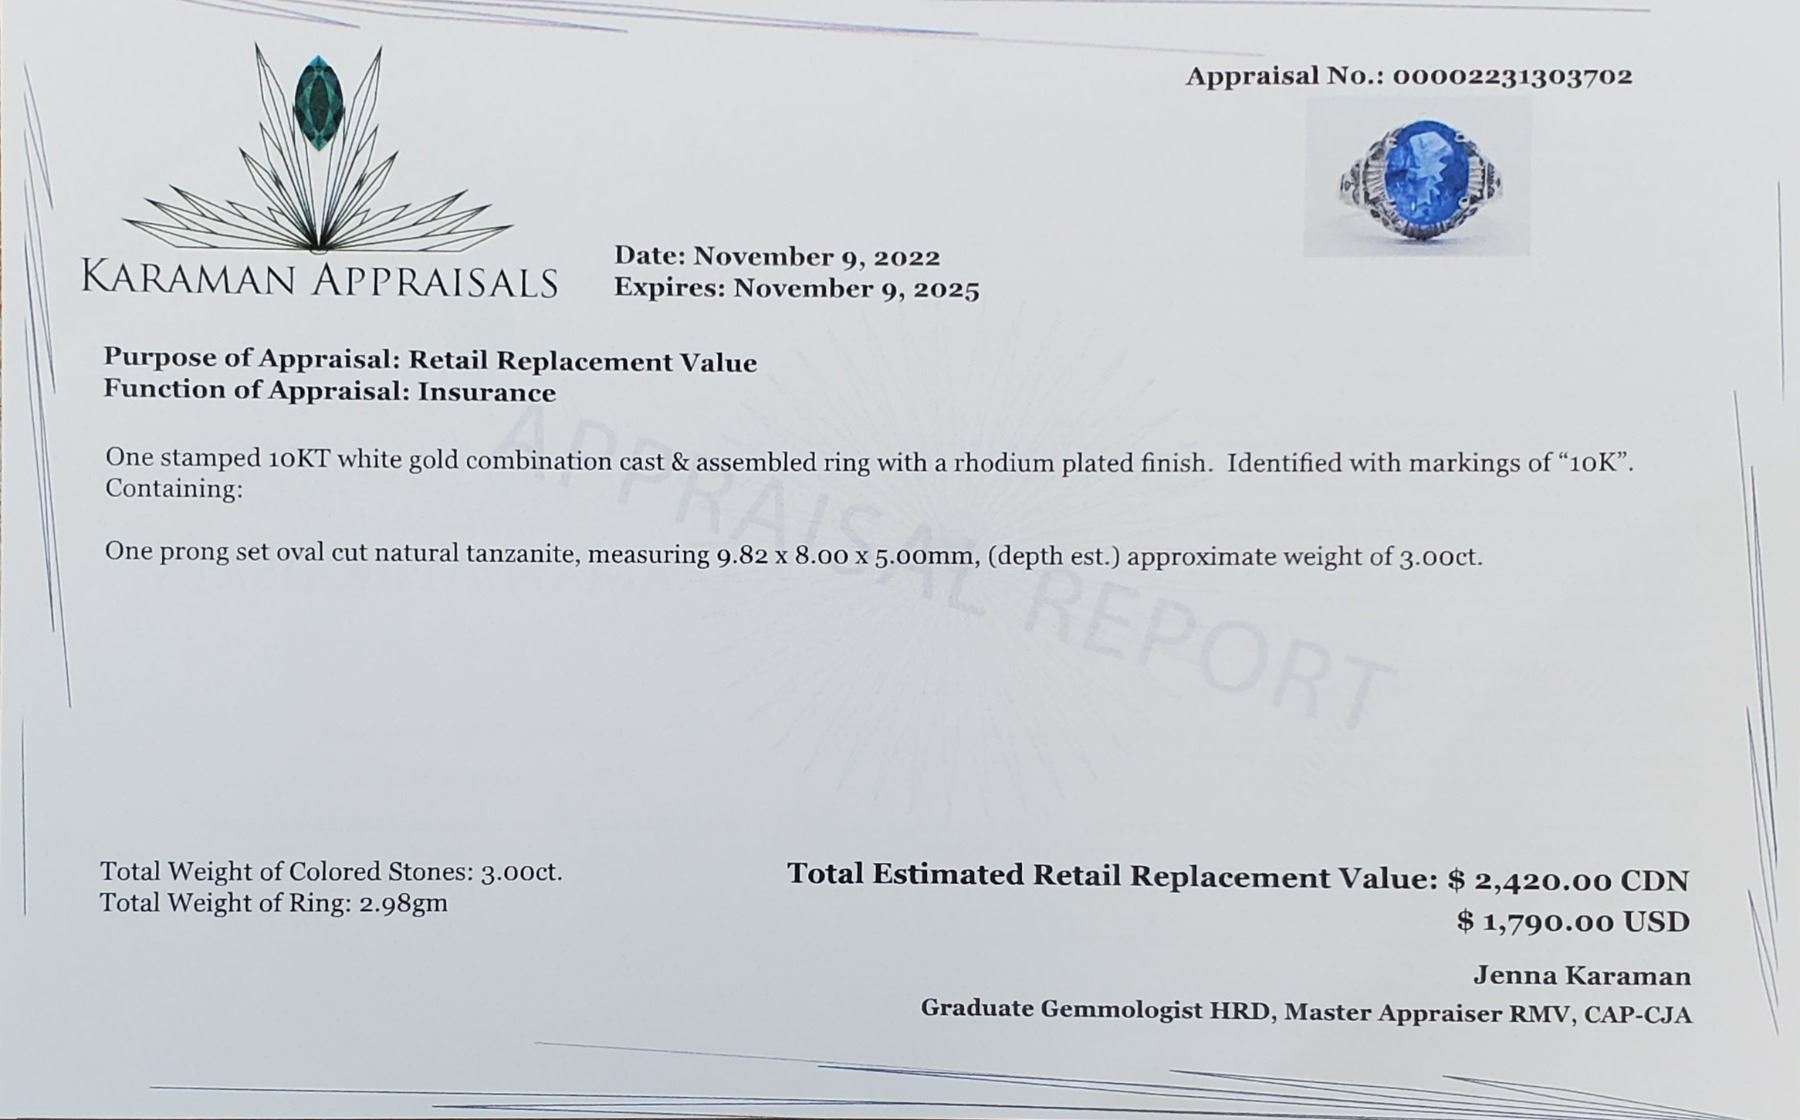 Appraisal No.: 00002231303702
KARAMAN APPRAISALS
Date: November 9, 2022
Expires: November 9, 2025
Purpose of Appraisal: Retail Replacement Value
Function of Appraisal: Insurance
One stamped 10KT white gold combination cast & assembled ring with a rhodium plated finish.  Identified with markings of “10K”.
Containing:
One prong set oval cut natural tanzanite, measuring 9.82 x 8.00 x 5.00mm, (depth est.) approximate weight of 3.00ct.
APPRAISAL REPORT
Total Weight of Colored Stones: 3.00ct.
Total Weight of Ring: 2.98gm
Total Estimated Retail Replacement Value: $ 2,420.00 CDN
$ 1,790.00 USD
Jenna Karaman
Graduate Gemmologist HRD, Master Appraiser RMV, CAP-CJA